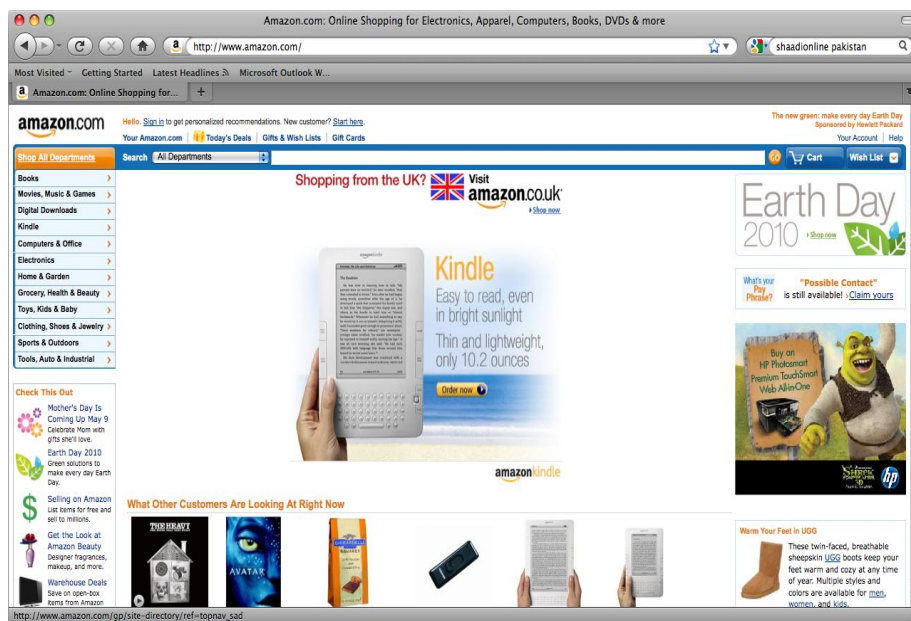 Amazon.com: Online Shopping for Electronics, Apparel, Computers, Books, DVDs & more
http://www.amazon.com/
shaadionline pakistan
Most Visited
Getting Started
Latest Headlines
Microsoft Outlook W...
Amazon.com: Online Shopping for...
amazon.com
Hello. Sign in to get personalized recommendations. New customer? Start here.
Your Amazon.com
Today's Deals
Gifts & Wish Lists
Gift Cards
The new green: make every day Earth Day
Sponsored by Hewlett Packard
Your Account
Help
Shop All Departments
Search
All Departments
GO
Cart
Wish List
Books
Movies, Music & Games
Digital Downloads
Kindle
Computers & Office
Electronics
Home & Garden
Grocery, Health & Beauty
Toys, Kids & Baby
Clothing, Shoes & Jewelry
Sports & Outdoors
Tools, Auto & Industrial
Check This Out
Mother's Day Is
Coming Up May 9
Celebrate Mom with
gifts she'll love.
Earth Day 2010
Green solutions to
make every day Earth
Day.
Selling on Amazon
List items for free and
sell to millions.
Get the Look at
Amazon Beauty
Designer fragrances,
makeup, and more.
Warehouse Deals
Save on open-box
items from Amazon
Shopping from the UK?
Visit
amazon.co.uk
Shop now
Kindle
Easy to read, even
in bright sunlight
Thin and lightweight,
only 10.2 ounces
Order now
amazonkindle
What Other Customers Are Looking At Right Now
THE HEAVY
AVATAR
Earth Day
2010
Shop now
What's your
Pay
Phrase?
"Possible Contact"
is still available! Claim yours
Buy an
HP Photosmart
Premium TouchSmart
Web All-in-One
SHREK
hp
Warm Your Feet in UGG
These twin-faced, breathable
sheepskin UGG boots keep your
feet warm and cozy at any time
of year. Multiple styles and
colors are available for men,
women, and kids.
http://www.amazon.com/gp/site-directory/ref=topnav_sad